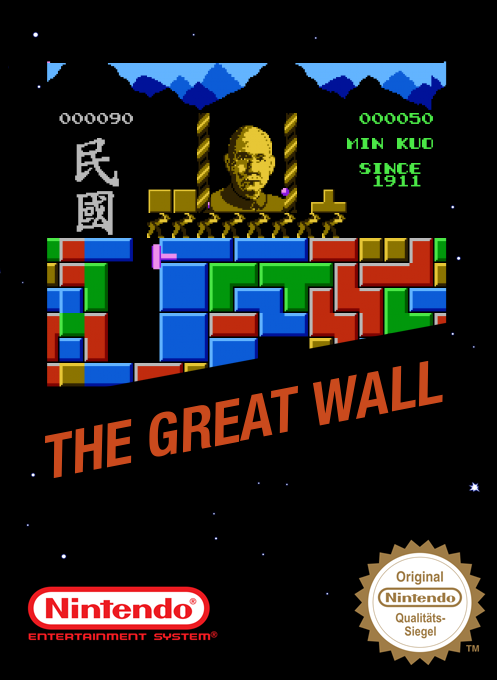 000090
000050
民
國
MIN KUO
SINCE
1911
THE GREAT WALL
Nintendo®
ENTERTAINMENT SYSTEM®
Original
Nintendo
Qualitäts-
Siegel
TM